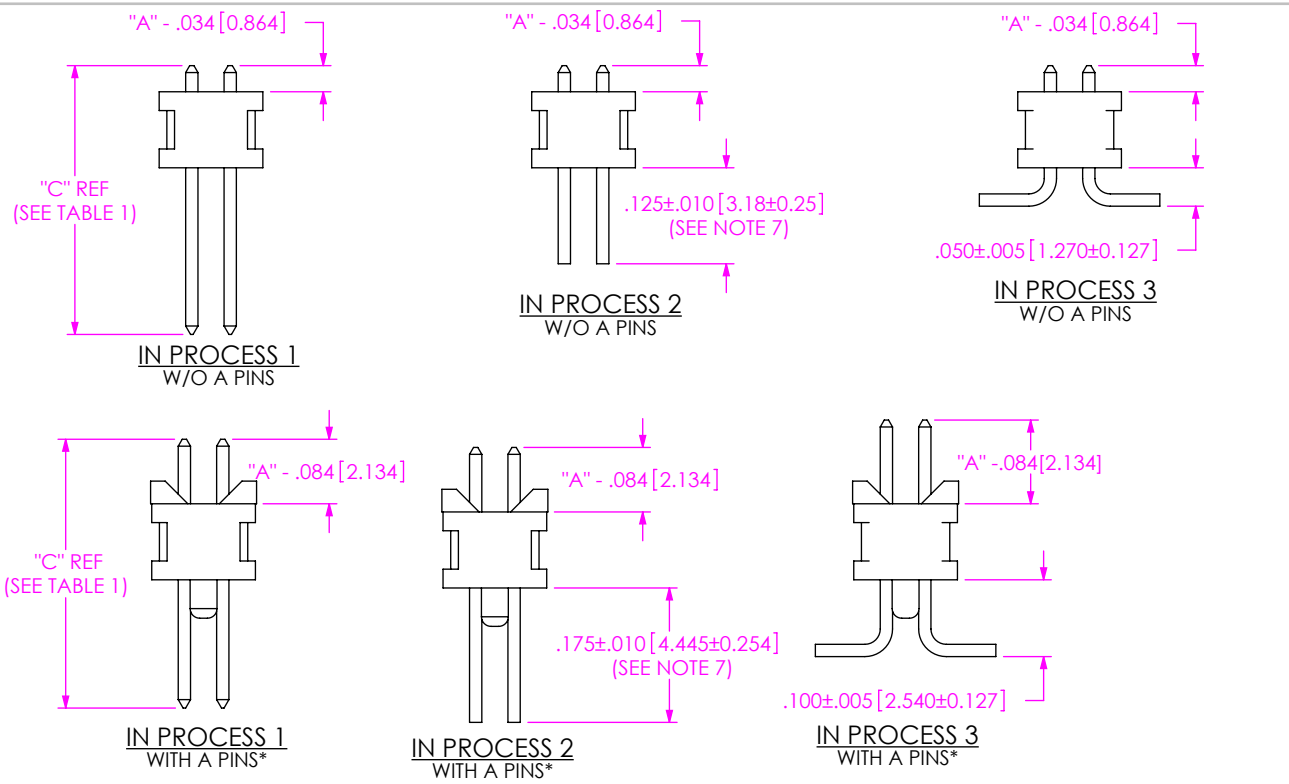 "A" - .034 [0.864]
"C" REF
(SEE TABLE 1)
IN PROCESS 1
W/O A PINS
"A" - .034 [0.864]
.125±.010 [3.18±0.25]
(SEE NOTE 7)
IN PROCESS 2
W/O A PINS
"A" - .034 [0.864]
.050±.005 [1.270±0.127]
IN PROCESS 3
W/O A PINS
"A" - .084 [2.134]
"C" REF
(SEE TABLE 1)
IN PROCESS 1
WITH A PINS*
"A" - .084 [2.134]
.175±.010 [4.445±0.254]
(SEE NOTE 7)
IN PROCESS 2
WITH A PINS*
"A" -.084[2.134]
.100±.005 [2.540±0.127]
IN PROCESS 3
WITH A PINS*